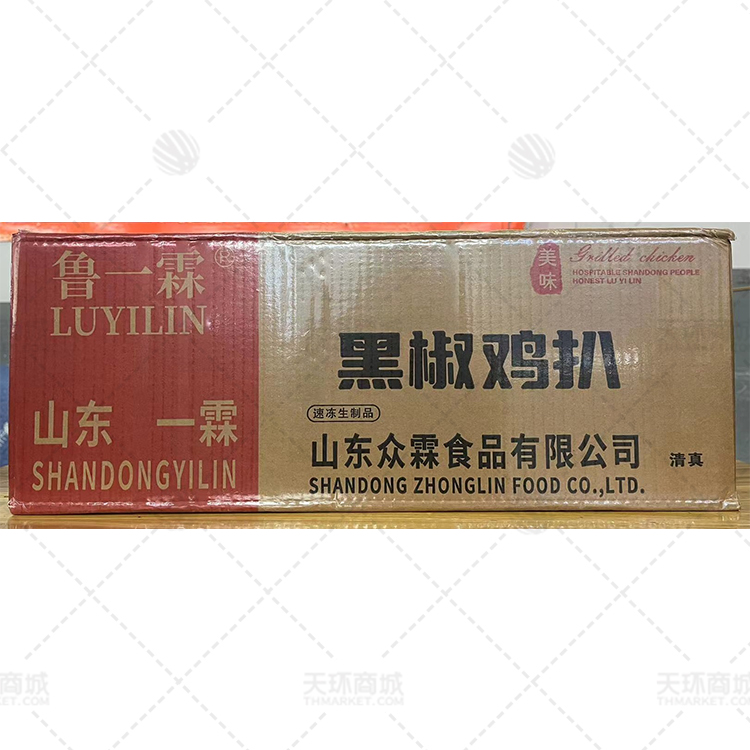 鲁一霖®
LUYILIN
山东 一霖
SHANDONGYILIN
美味
Grilled chicken
HOSPITABLE SHANDONG PEOPLE
HONEST LU YI LIN
黑椒鸡扒
速冻生制品
山东众霖食品有限公司
清真
SHANDONG ZHONGLIN FOOD CO.,LTD.
天环商城
THMARKET.COM
天环商城
THMARKET.COM
天环商城
THMARKET.COM